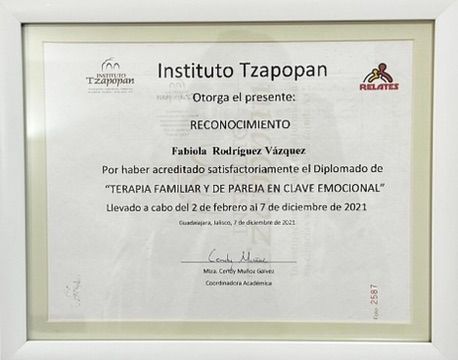 INSTITUTO
Tzapopan
Instituto Tzapopan
RELATES
Otorga el presente:
RECONOCIMIENTO
Fabiola Rodríguez Vázquez
Por haber acreditado satisfactoriamente el Diplomado de
“TERAPIA FAMILIAR Y DE PAREJA EN CLAVE EMOCIONAL”
Llevado a cabo del 2 de febrero al 7 de diciembre de 2021
Guadalajara, Jalisco, 7 de diciembre de 2021
Mtra. Cendy Muñoz Gálvez
Coordinadora Académica
Folio 2587